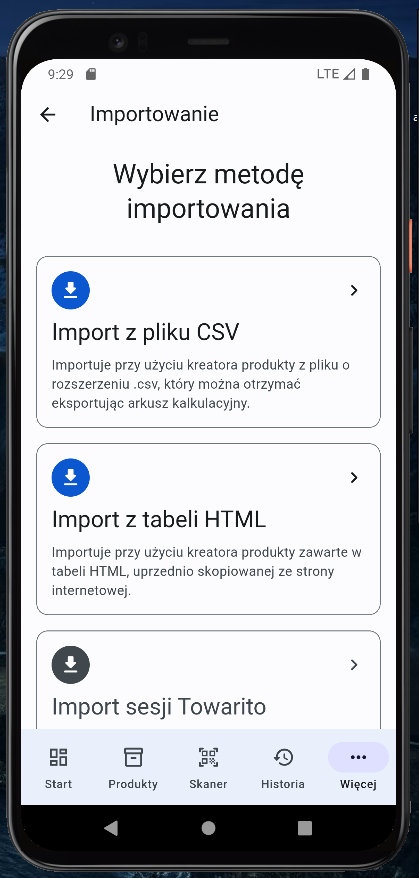 9:29
LTE
Importowanie
Wybierz metodę
importowania
Import z pliku CSV
Importuje przy użyciu kreatora produkty z pliku o
rozszerzeniu .csv, który można otrzymać
eksportując arkusz kalkulacyjny.
Import z tabeli HTML
Importuje przy użyciu kreatora produkty zawarte w
tabeli HTML, uprzednio skopiowanej ze strony
internetowej.
Import sesji Towarito
Start
Produkty
Skaner
Historia
Więcej